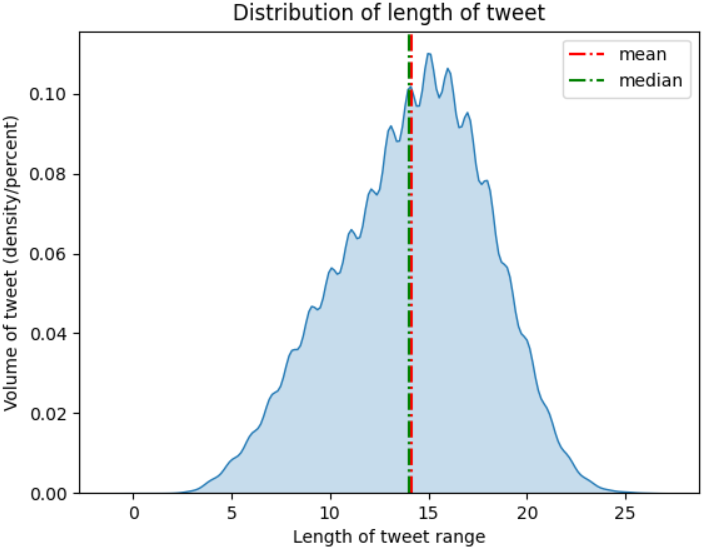 Distribution of length of tweet
mean
median
Volume of tweet (density/percent)
0.10
0.08
0.06
0.04
0.02
0.00
0 5 10 15 20 25
Length of tweet range